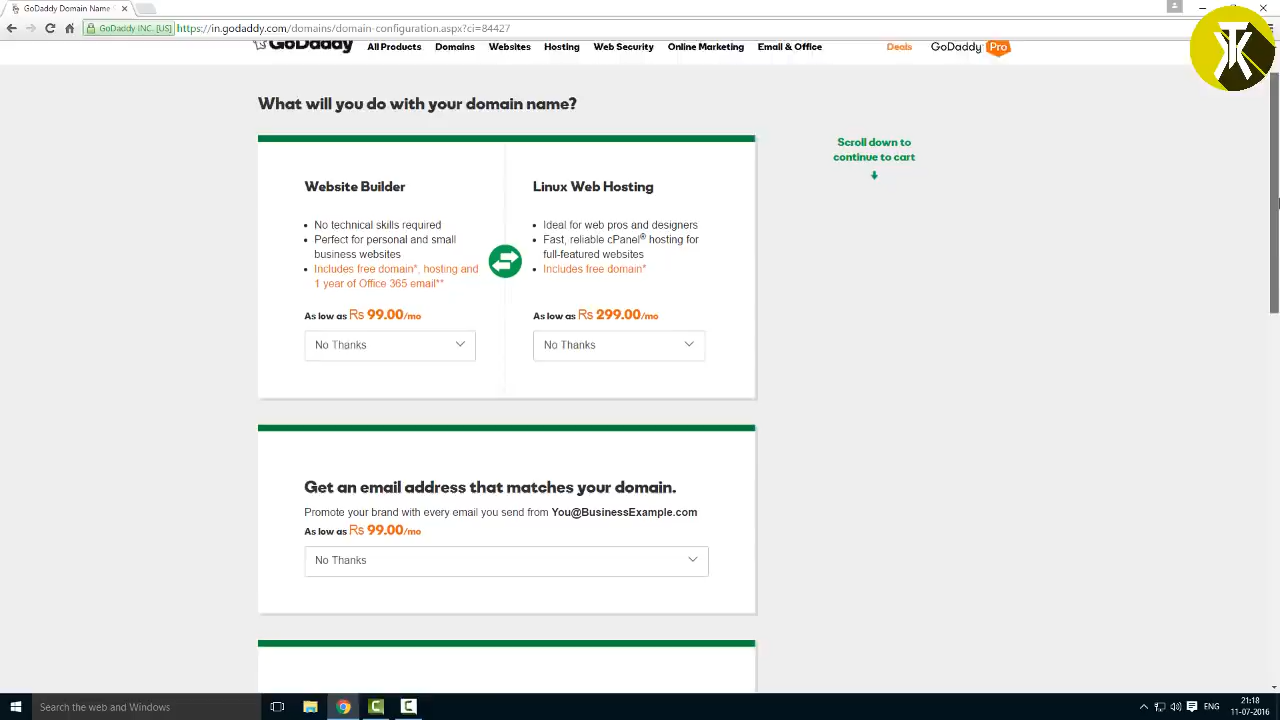 GoDaddy Domain Name
GoDaddy INC. [US]
https://in.godaddy.com/domains/domain-configuration.aspx?ci=84427
GoDaddy
All Products
Domains
Websites
Hosting
Web Security
Online Marketing
Email & Office
Deals
GoDaddy Pro
What will you do with your domain name?
Scroll down to
continue to cart
Website Builder
• No technical skills required
• Perfect for personal and small
business websites
• Includes free domain*, hosting and
1 year of Office 365 email**
As low as Rs 99.00/mo
No Thanks
Linux Web Hosting
• Ideal for web pros and designers
• Fast, reliable cPanel® hosting for
full-featured websites
• Includes free domain*
As low as Rs 299.00/mo
No Thanks
Get an email address that matches your domain.
Promote your brand with every email you send from You@BusinessExample.com
As low as Rs 99.00/mo
No Thanks
Search the web and Windows
ENG
21:18
11-07-2016